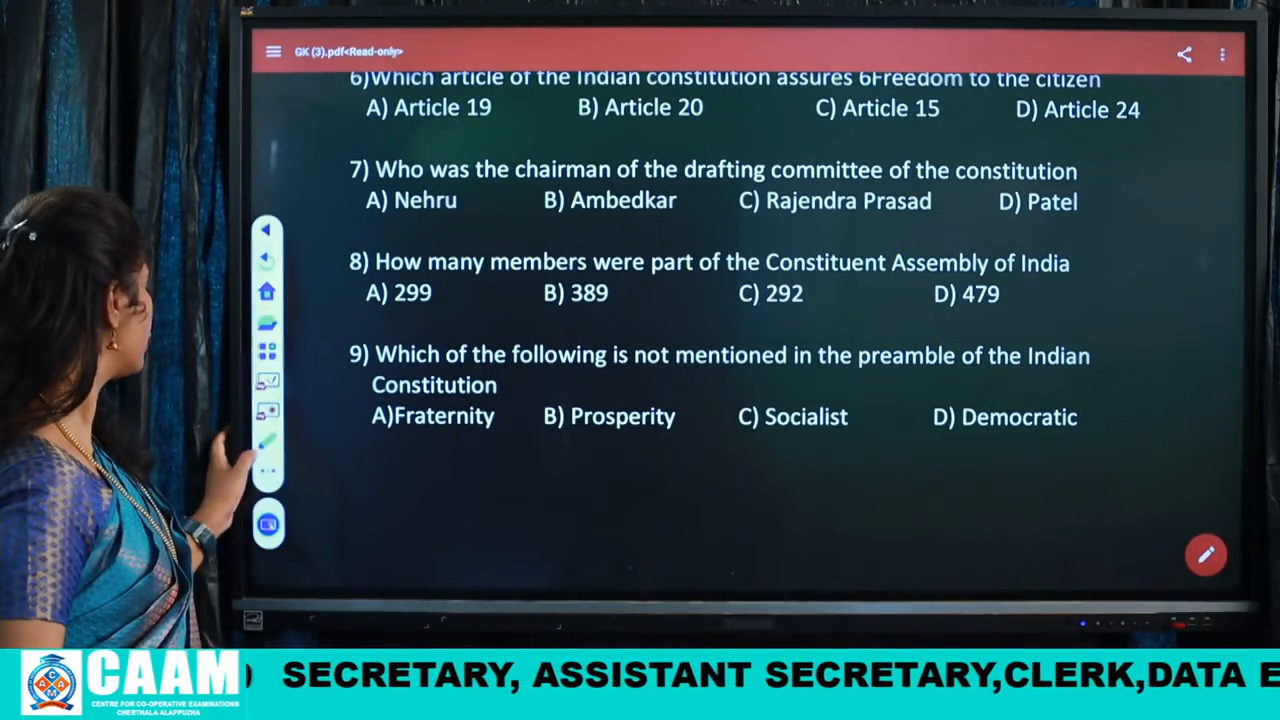 GK (3).pdf<Read-only>
6)Which article of the Indian constitution assures 6Freedom to the citizen
A) Article 19 B) Article 20 C) Article 15 D) Article 24
7) Who was the chairman of the drafting committee of the constitution
A) Nehru B) Ambedkar C) Rajendra Prasad D) Patel
8) How many members were part of the Constituent Assembly of India
A) 299 B) 389 C) 292 D) 479
9) Which of the following is not mentioned in the preamble of the Indian
Constitution
A)Fraternity B) Prosperity C) Socialist D) Democratic
CAAM
CENTRE FOR CO-OPERATIVE EXAMINATIONS
CHERTHALA ALAPPUZHA
) SECRETARY, ASSISTANT SECRETARY,CLERK,DATA E